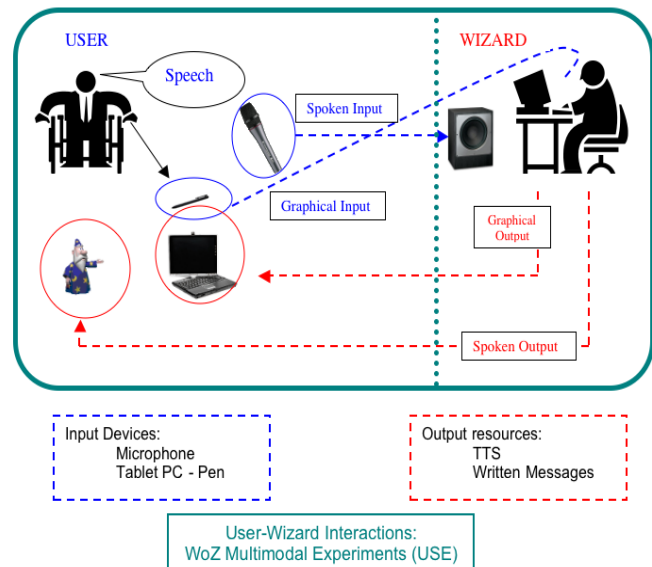 USER
WIZARD
Speech
Spoken Input
Graphical Input
Graphical
Output
Spoken Output
Input Devices:
Microphone
Tablet PC - Pen
Output resources:
TTS
Written Messages
User-Wizard Interactions:
WoZ Multimodal Experiments (USE)